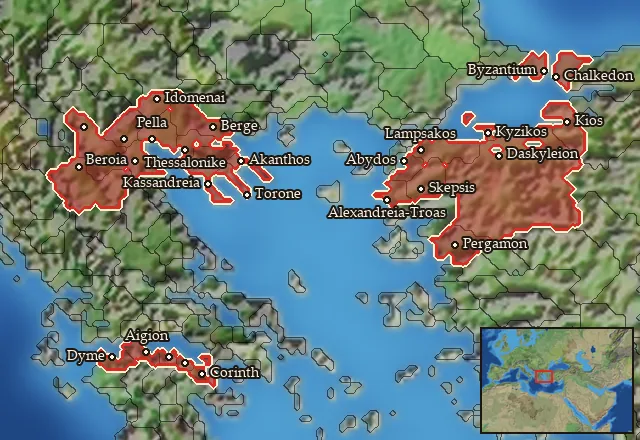 Byzantium
Chalkedon
Idomenai
Pella
Berge
Kios
Lampsakos
Kyzikos
Beroia
Thessalonike
Akanthos
Abydos
Daskyleion
Kassandreia
Torone
Skepsis
Alexandreia-Troas
Pergamon
Aigion
Dyme
Corinth